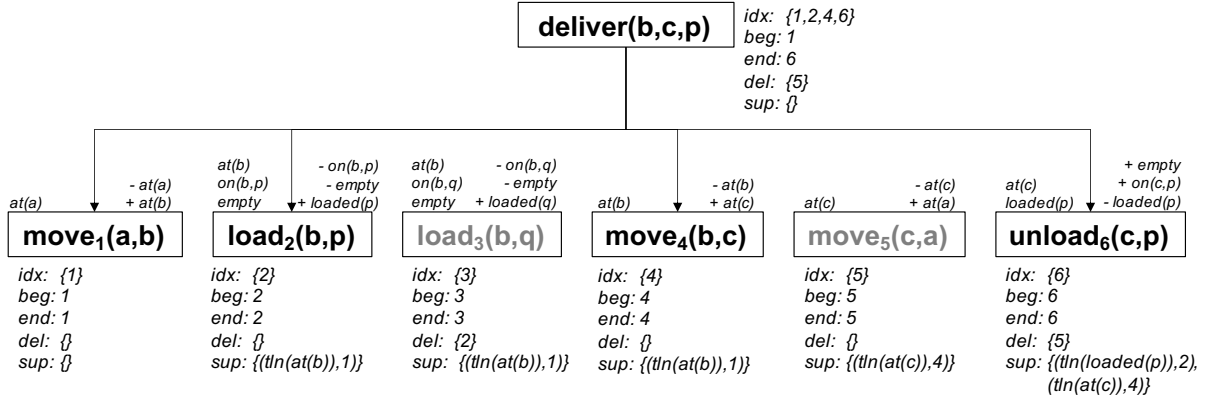 deliver(b,c,p)
idx: {1,2,4,6}
beg: 1
end: 6
del: {5}
sup: {}
at(a)
- at(a)
+ at(b)
move₁(a,b)
idx: {1}
beg: 1
end: 1
del: {}
sup: {}
at(b)
on(b,p)
empty
- on(b,p)
- empty
+ loaded(p)
load₂(b,p)
idx: {2}
beg: 2
end: 2
del: {}
sup: {(tln(at(b)),1)}
at(b)
on(b,q)
empty
- on(b,q)
- empty
+ loaded(q)
load₃(b,q)
idx: {3}
beg: 3
end: 3
del: {2}
sup: {(tln(at(b)),1)}
at(b)
- at(b)
+ at(c)
move₄(b,c)
idx: {4}
beg: 4
end: 4
del: {}
sup: {(tln(at(b)),1)}
at(c)
- at(c)
+ at(a)
move₅(c,a)
idx: {5}
beg: 5
end: 5
del: {}
sup: {(tln(at(c)),4)}
at(c)
loaded(p)
+ empty
+ on(c,p)
- loaded(p)
unload₆(c,p)
idx: {6}
beg: 6
end: 6
del: {5}
sup: {(tln(loaded(p)),2),
(tln(at(c)),4)}